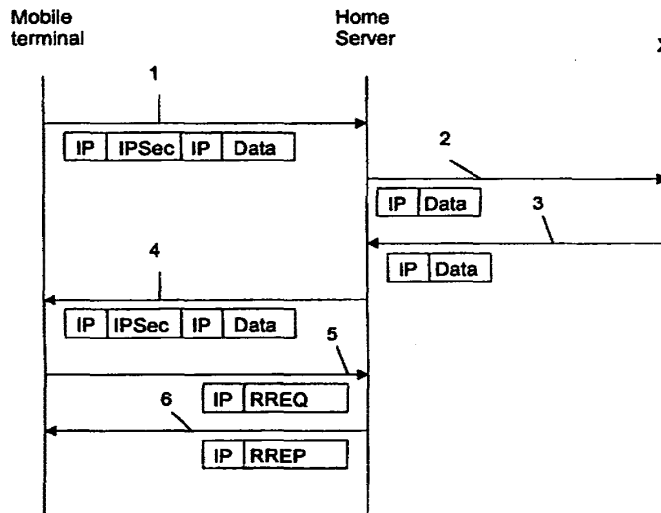 Mobile
terminal
Home
Server
X
1
IP IPSec IP Data
2
IP Data
3
IP Data
4
IP IPSec IP Data
5
IP RREQ
6
IP RREP